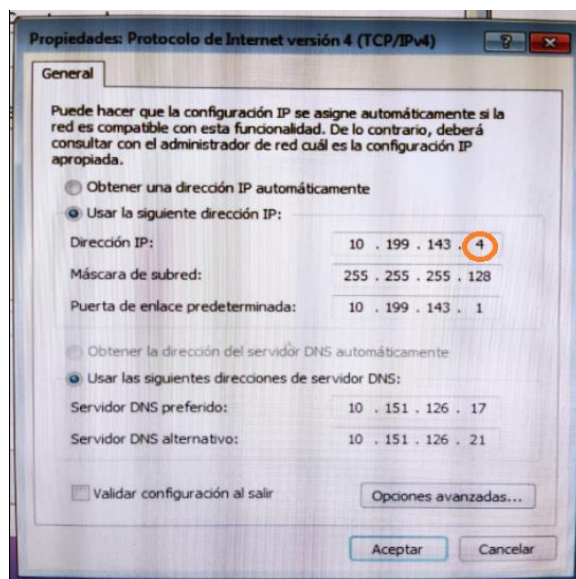 Propiedades: Protocolo de Internet versión 4 (TCP/IPv4)
General
Puede hacer que la configuración IP se asigne automáticamente si la
red es compatible con esta funcionalidad. De lo contrario, deberá
consultar con el administrador de red cuál es la configuración IP
apropiada.
Obtener una dirección IP automáticamente
Usar la siguiente dirección IP:
Dirección IP: 10 . 199 . 143 . 4
Máscara de subred: 255 . 255 . 255 . 128
Puerta de enlace predeterminada: 10 . 199 . 143 . 1
Obtener la dirección del servidor DNS automáticamente
Usar las siguientes direcciones de servidor DNS:
Servidor DNS preferido: 10 . 151 . 126 . 17
Servidor DNS alternativo: 10 . 151 . 126 . 21
Validar configuración al salir
Opciones avanzadas...
Aceptar Cancelar